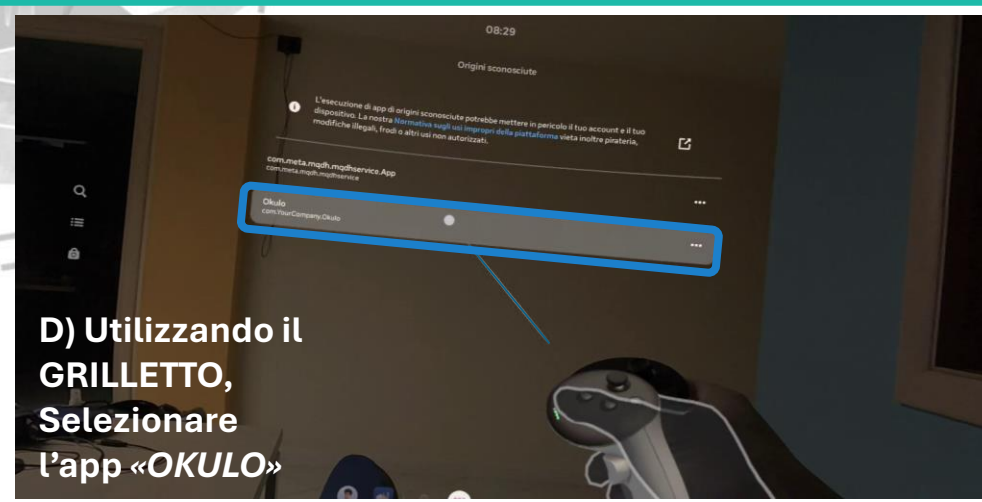 08:29
Origini sconosciute
L'esecuzione di app di origini sconosciute potrebbe mettere in pericolo il tuo account e il tuo
dispositivo. La nostra Normativa sugli usi impropri della piattaforma vieta inoltre pirateria,
modifiche illegali, frodi o altri usi non autorizzati.
com.meta.mqdh.mqdhservice.App
com.meta.mqdh.mqdhservice
Okulo
com.YourCompany.Okulo
D) Utilizzando il
GRILLETTO,
Selezionare
l'app «OKULO»